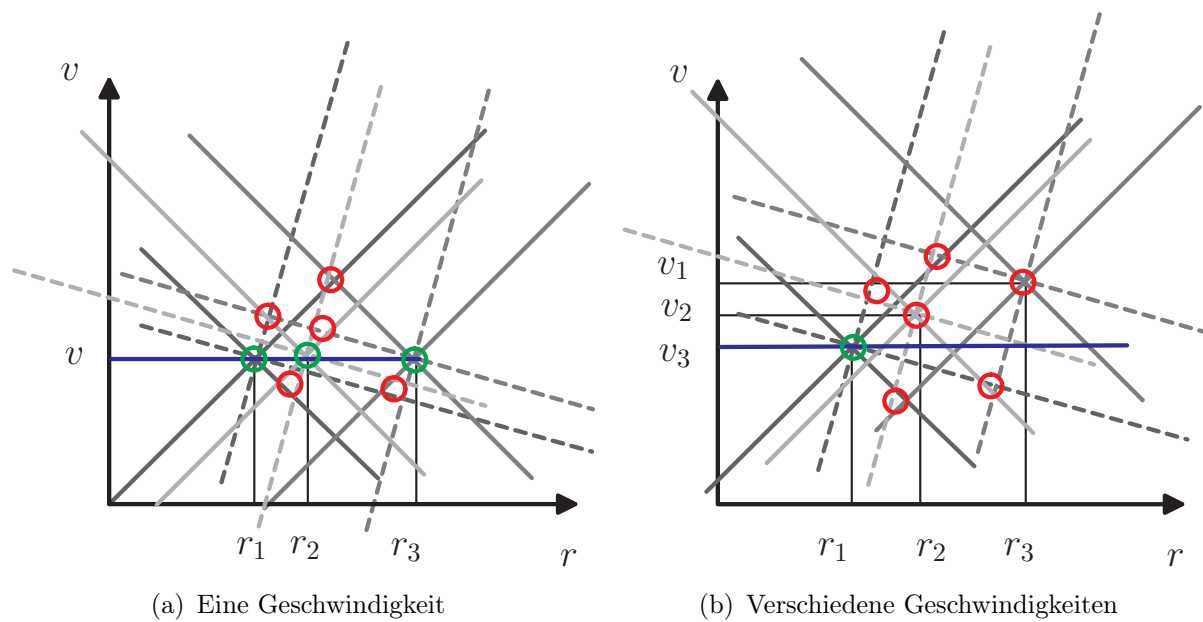 v
v
r₁ r₂ r₃
r
(a) Eine Geschwindigkeit
v
v₁
v₂
v₃
r₁ r₂ r₃
r
(b) Verschiedene Geschwindigkeiten